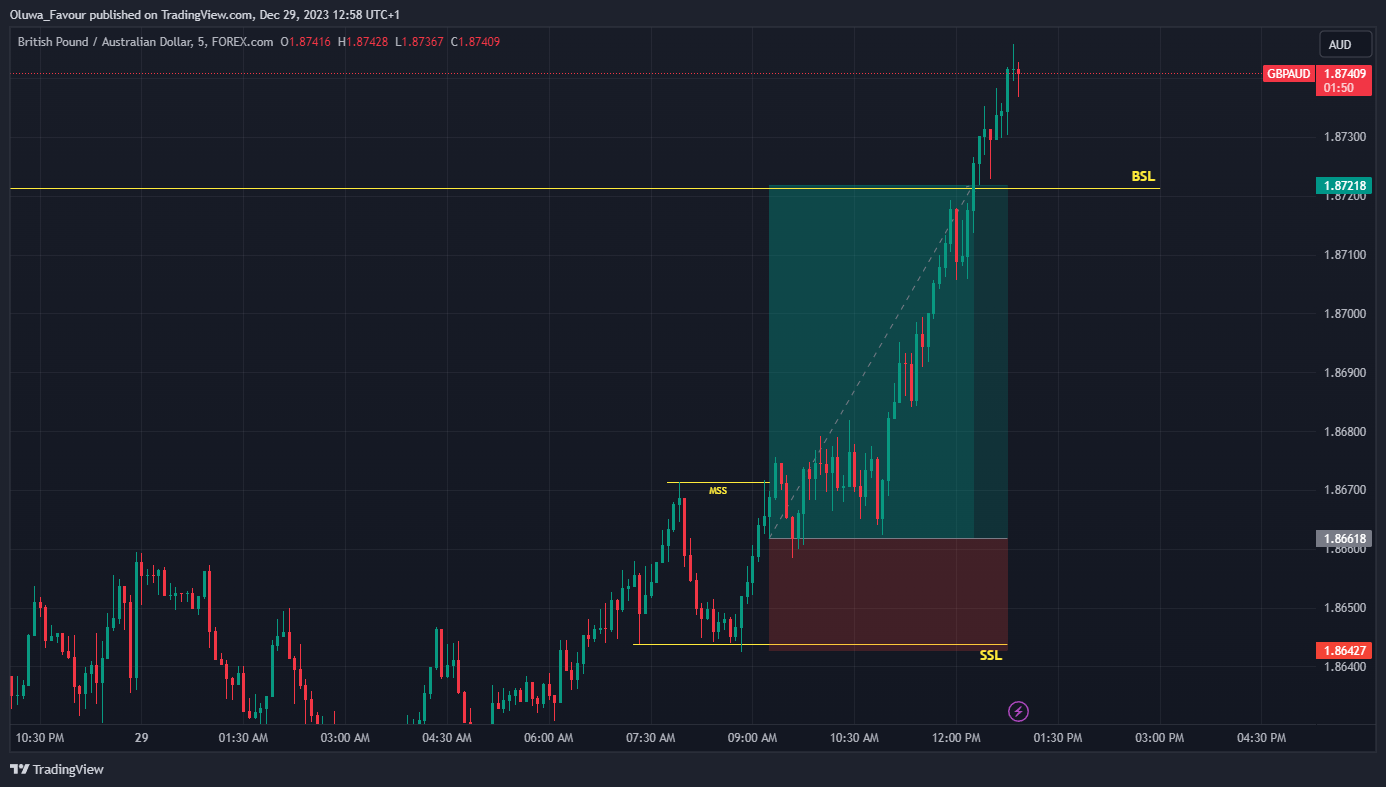 Oluwa_Favour published on TradingView.com, Dec 29, 2023 12:58 UTC+1
British Pound / Australian Dollar, 5, FOREX.com O1.87416 H1.87428 L1.87367 C1.87409
AUD
GBPAUD 1.87409
01:50
1.87300
BSL
1.87218
1.87200
1.87100
1.87000
1.86900
1.86800
1.86700
MSS
1.86618
1.86600
1.86500
1.86427
SSL
1.86400
10:30 PM 29 01:30 AM 03:00 AM 04:30 AM 06:00 AM 07:30 AM 09:00 AM 10:30 AM 12:00 PM 01:30 PM 03:00 PM 04:30 PM
TradingView